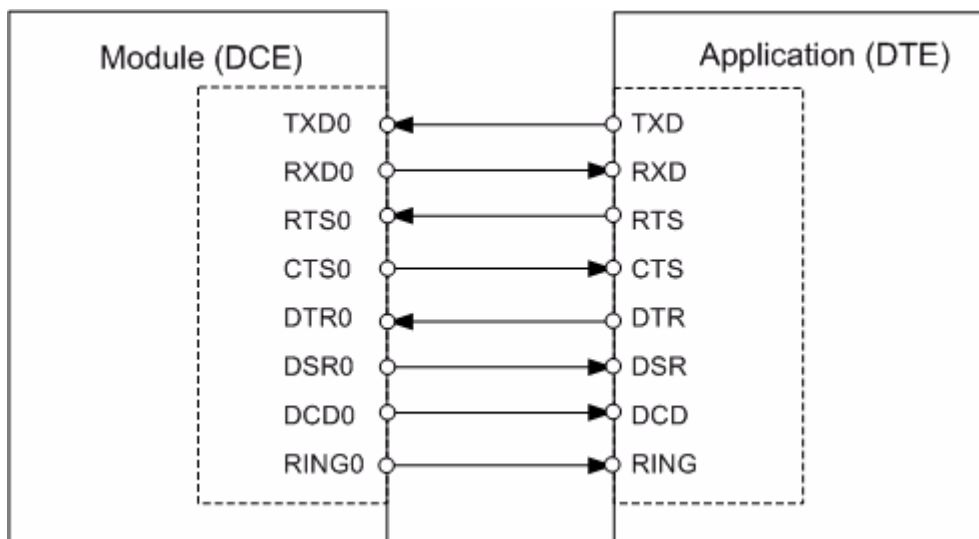 Module (DCE)
Application (DTE)
TXD0
TXD
RXD0
RXD
RTS0
RTS
CTS0
CTS
DTR0
DTR
DSR0
DSR
DCD0
DCD
RING0
RING